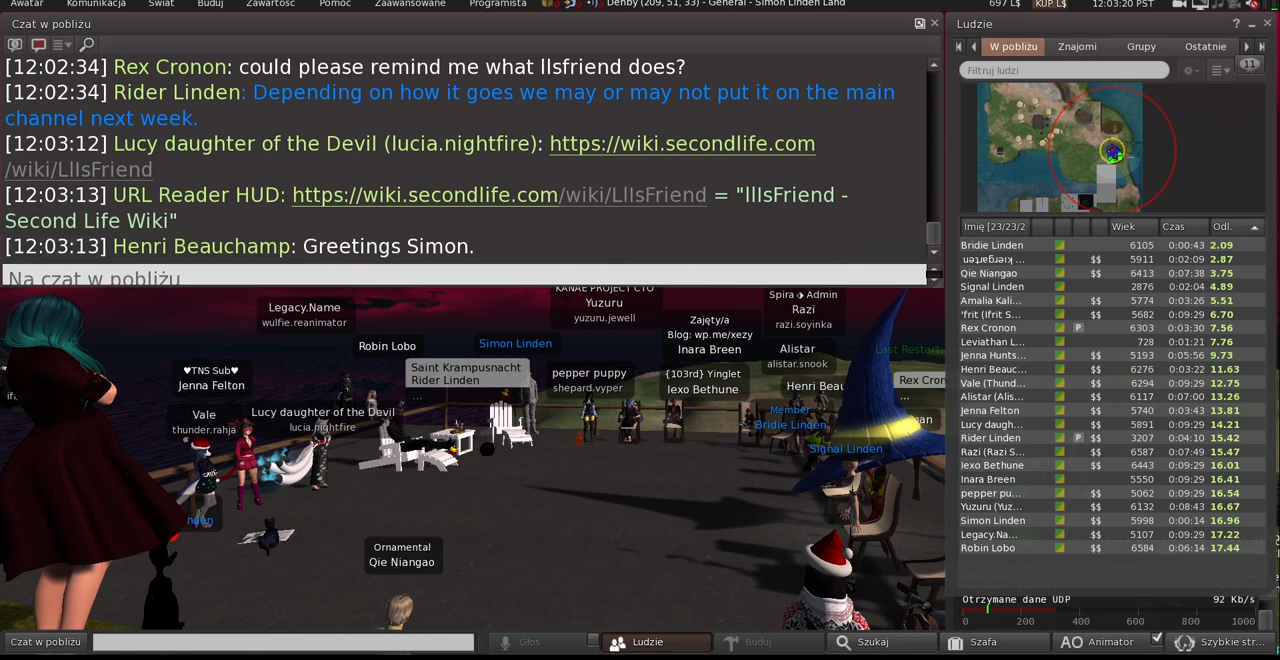 Awatar Komunikacja Świat Buduj Zawartość Pomoc Zaawansowane Programista Denby (209, 51, 33) - General - Simon Linden Land 697 L$ KUP L$ 12:03:20 PST
Czat w pobliżu
[12:02:34] Rex Cronon: could please remind me what llsfriend does?
[12:02:34] Rider Linden: Depending on how it goes we may or may not put it on the main
channel next week.
[12:03:12] Lucy daughter of the Devil (lucia.nightfire): https://wiki.secondlife.com
/wiki/LlIsFriend
[12:03:13] URL Reader HUD: https://wiki.secondlife.com/wiki/LlIsFriend = "llIsFriend -
Second Life Wiki"
[12:03:13] Henri Beauchamp: Greetings Simon.
Na czat w pobliżu
Ludzie
W pobliżu Znajomi Grupy Ostatnie
Filtruj ludzi
11
Imię [23/23/2 Wiek Czas Odl.
Bridie Linden 6105 0:00:43 2.09
$$ 5911 0:02:09 2.87
Qie Niangao 6413 0:07:38 3.75
Signal Linden 2876 0:02:04 4.89
Amalia Kali... $$ 5774 0:03:26 5.51
'frit (Ifrit S... $$ 5682 0:09:29 6.70
Rex Cronon P 6303 0:03:30 7.56
Leviathan L... 728 0:01:21 7.76
Jenna Hunts... $$ 5193 0:05:56 9.73
Henri Beauc... $$ 6276 0:03:22 11.63
Vale (Thund... $$ 6294 0:09:29 12.75
Alistar (Alis... $$ 6117 0:07:00 13.26
Jenna Felton $$ 5740 0:03:43 13.81
Lucy daugh... $$ 5891 0:09:29 14.21
Rider Linden P $$ 3207 0:04:10 15.42
Razi (Razi S... $$ 6587 0:07:49 15.47
Iexo Bethune $$ 6443 0:09:29 16.01
Inara Breen 5550 0:09:29 16.41
pepper pu... $$ 5062 0:09:29 16.54
Yuzuru (Yuz... $$ 6132 0:08:43 16.67
Simon Linden $$ 5998 0:00:14 16.96
Legacy.Na... $$ 5107 0:09:29 17.22
Robin Lobo $$ 6584 0:06:14 17.44
Otrzymane dane UDP 92 Kb/s
0 200 400 600 800 1000
KANAE PROJECT CTO
Yuzuru
yuzuru.jewell
Spira Admin
Razi
razi.soyinka
Legacy.Name
wulfie.reanimator
Zajęty/a
Blog: wp.me/xezy
Inara Breen
Robin Lobo
Simon Linden
Alistar
alistar.snook
Last Restart:
Saint Krampusnacht
Rider Linden
...
♥TNS Sub♥
Jenna Felton
pepper puppy
shepard.vyper
{103rd} Yinglet
Iexo Bethune
Henri Beau
Rex Cron
...
Vale
thunder.rahja
Lucy daughter of the Devil
lucia.nightfire
Member
Bridie Linden
Signal Linden
nden
Ornamental
Qie Niangao
Czat w pobliżu Głos Ludzie Buduj Szukaj Szafa AO Animator Szybkie str...